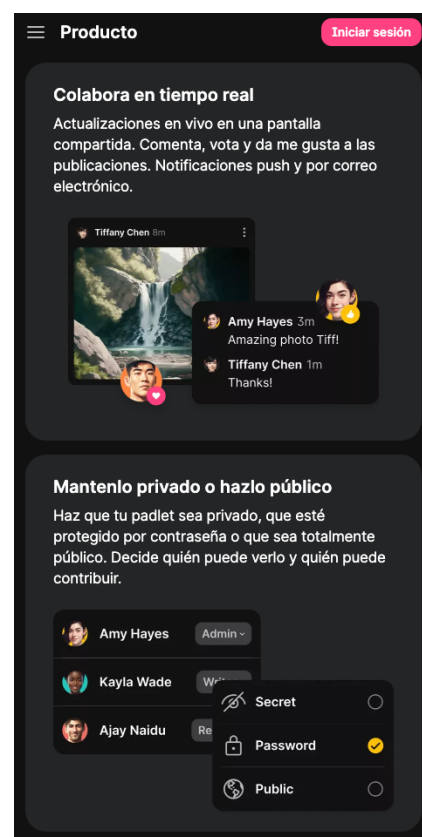 Producto
Iniciar sesión
Colabora en tiempo real
Actualizaciones en vivo en una pantalla
compartida. Comenta, vota y da me gusta a las
publicaciones. Notificaciones push y por correo
electrónico.
Tiffany Chen 8m
Amy Hayes 3m
Amazing photo Tiff!
Tiffany Chen 1m
Thanks!
Mantenlo privado o hazlo público
Haz que tu padlet sea privado, que esté
protegido por contraseña o que sea totalmente
público. Decide quién puede verlo y quién puede
contribuir.
Amy Hayes Admin
Kayla Wade
Ajay Naidu
Secret
Password
Public